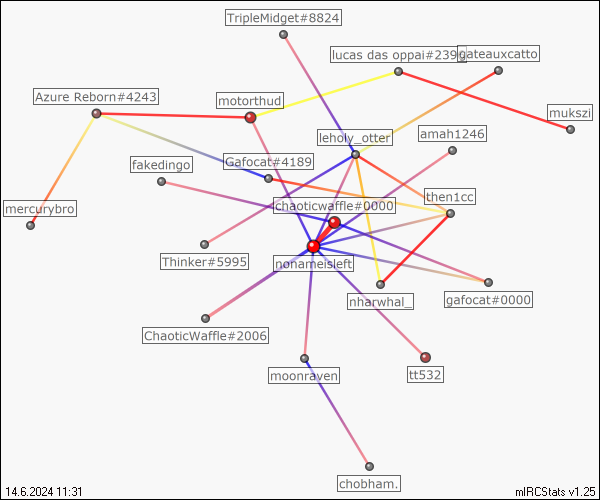 TripleMidget#8824
lucas das oppai#239
gateauxcatto
Azure Reborn#4243
motorthud
mukszi
leholy_otter
amah1246
fakedingo
Gafocat#4189
then1cc
chaoticwaffle#0000
mercurybro
Thinker#5995
nonameisleft
nharwhal_
gafocat#0000
ChaoticWaffle#2006
moonraven
tt532
chobham.
14.6.2024 11:31
mIRCStats v1.25